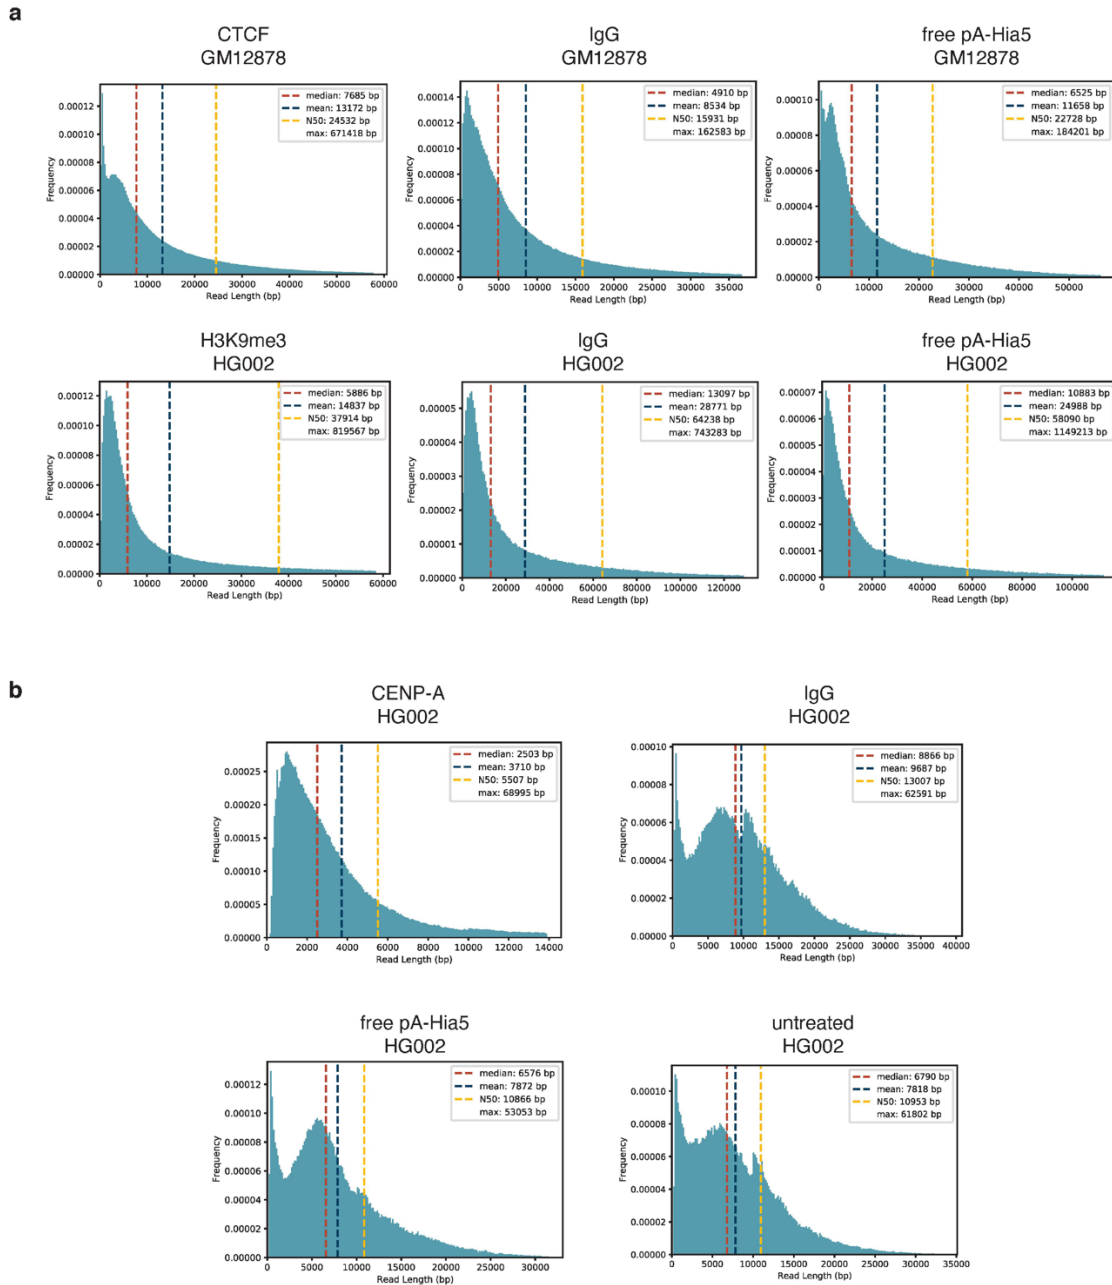 a
CTCF
GM12878
median: 7685 bp
mean: 13172 bp
N50: 24532 bp
max: 671418 bp
Frequency
0.00012
0.00010
0.00008
0.00006
0.00004
0.00002
0.00000
0 10000 20000 30000 40000 50000 60000
Read Length (bp)
IgG
GM12878
median: 4910 bp
mean: 8534 bp
N50: 15931 bp
max: 162583 bp
Frequency
0.00014
0.00012
0.00010
0.00008
0.00006
0.00004
0.00002
0.00000
0 5000 10000 15000 20000 25000 30000 35000
Read Length (bp)
free pA-Hia5
GM12878
median: 6525 bp
mean: 11658 bp
N50: 22728 bp
max: 184201 bp
Frequency
0.00010
0.00008
0.00006
0.00004
0.00002
0.00000
0 10000 20000 30000 40000 50000
Read Length (bp)
H3K9me3
HG002
median: 5886 bp
mean: 14837 bp
N50: 37914 bp
max: 819567 bp
Frequency
0.00012
0.00010
0.00008
0.00006
0.00004
0.00002
0.00000
0 10000 20000 30000 40000 50000 60000
Read Length (bp)
IgG
HG002
median: 13097 bp
mean: 28771 bp
N50: 64238 bp
max: 743283 bp
Frequency
0.00005
0.00004
0.00003
0.00002
0.00001
0.00000
0 20000 40000 60000 80000 100000 120000
Read Length (bp)
free pA-Hia5
HG002
median: 10883 bp
mean: 24988 bp
N50: 58090 bp
max: 1149213 bp
Frequency
0.00007
0.00006
0.00005
0.00004
0.00003
0.00002
0.00001
0.00000
0 20000 40000 60000 80000 100000
Read Length (bp)
b
CENP-A
HG002
median: 2503 bp
mean: 3710 bp
N50: 5507 bp
max: 68995 bp
Frequency
0.00025
0.00020
0.00015
0.00010
0.00005
0.00000
0 2000 4000 6000 8000 10000 12000 14000
Read Length (bp)
IgG
HG002
median: 8866 bp
mean: 9687 bp
N50: 13007 bp
max: 62591 bp
Frequency
0.00010
0.00008
0.00006
0.00004
0.00002
0.00000
0 5000 10000 15000 20000 25000 30000 35000 40000
Read Length (bp)
free pA-Hia5
HG002
median: 6576 bp
mean: 7872 bp
N50: 10866 bp
max: 53053 bp
Frequency
0.00012
0.00010
0.00008
0.00006
0.00004
0.00002
0.00000
0 5000 10000 15000 20000 25000 30000
Read Length (bp)
untreated
HG002
median: 6790 bp
mean: 7818 bp
N50: 10953 bp
max: 61802 bp
Frequency
0.00010
0.00008
0.00006
0.00004
0.00002
0.00000
0 5000 10000 15000 20000 25000 30000 35000
Read Length (bp)